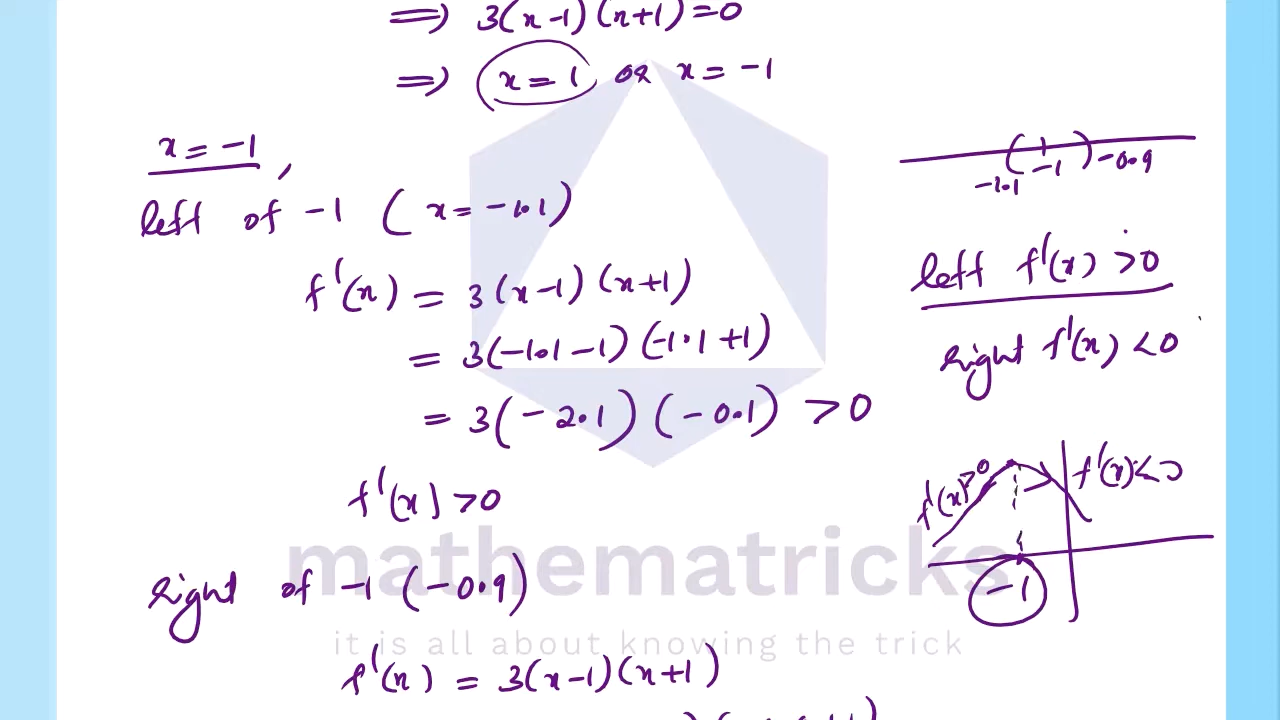 ⟹ 3(x-1)(x+1)=0
⟹ x=1 or x=-1
x=-1,
left of -1 (x=-1.1)
f'(x) = 3(x-1)(x+1)
= 3(-1.1-1)(-1.1+1)
= 3(-2.1)(-0.1) >0
f'(x) >0
right of -1 (-0.9)
f'(x) = 3(x-1)(x+1)
-1.1 -1 -0.9
left f'(x) >0
right f'(x) <0
f'(x)>0
f'(x)<0
-1
mathematricks
it is all about knowing the trick